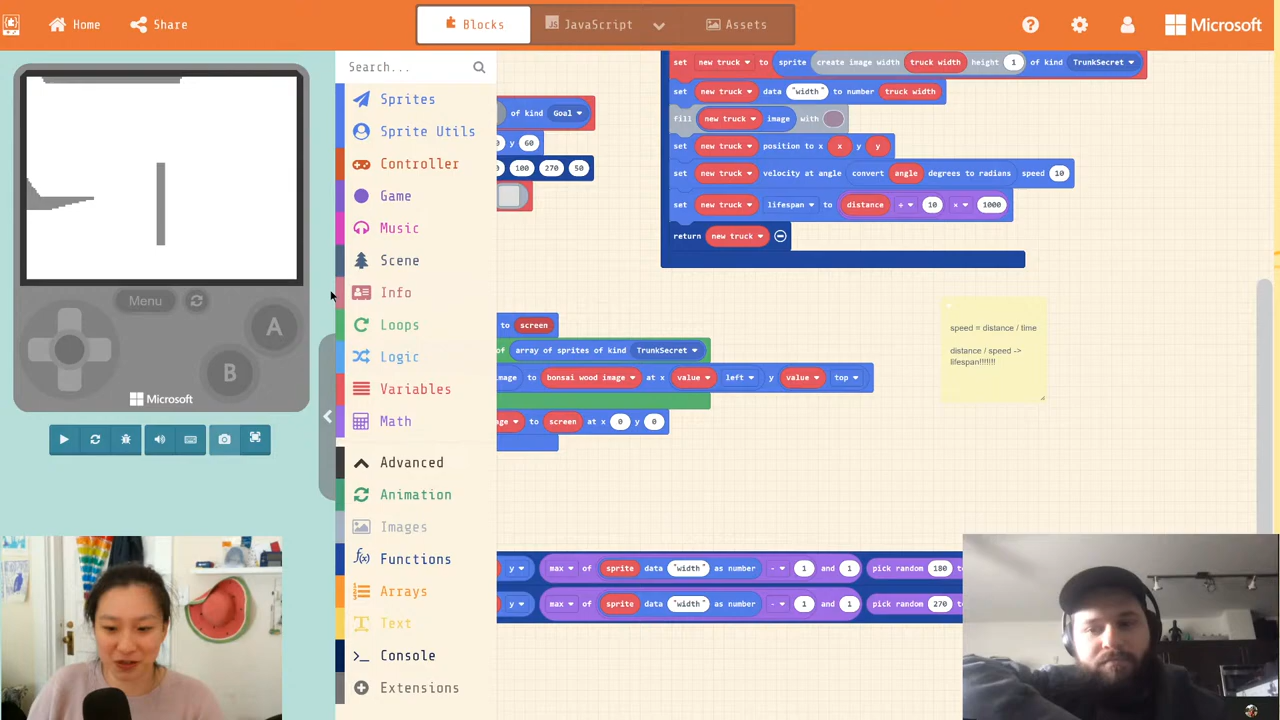 Home Share Blocks JavaScript Assets Microsoft
Search...
Sprites
Sprite Utils
Controller
Game
Music
Scene
Info
Loops
Logic
Variables
Math
Advanced
Animation
Images
Functions
Arrays
Text
Console
Extensions
Menu
A
B
Microsoft
of kind Goal
y 60
100 270 50
set new truck to sprite create image width truck width height 1 of kind TrunkSecret
set new truck data "width" to number truck width
fill new truck image with
set new truck position to x x y y
set new truck velocity at angle convert angle degrees to radians speed 10
set new truck lifespan to distance ÷ 10 × 1000
return new truck
to screen
of array of sprites of kind TrunkSecret
to bonsai wood image at x value left y value top
to screen at x 0 y 0
speed = distance / time
distance / speed ->
lifespan!!!!!!!
y max of sprite data "width" as number - 1 and 1 pick random 180
y max of sprite data "width" as number - 1 and 1 pick random 270